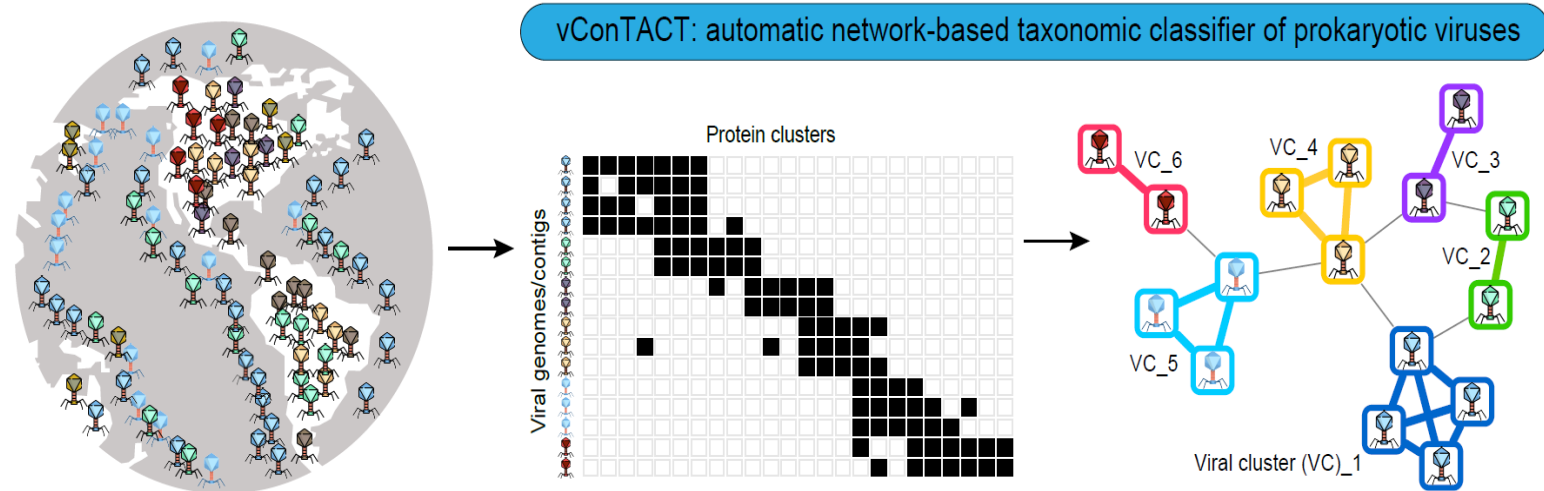 vConTACT: automatic network-based taxonomic classifier of prokaryotic viruses
Protein clusters
Viral genomes/contigs
VC_6
VC_4
VC_3
VC_2
VC_5
Viral cluster (VC)_1